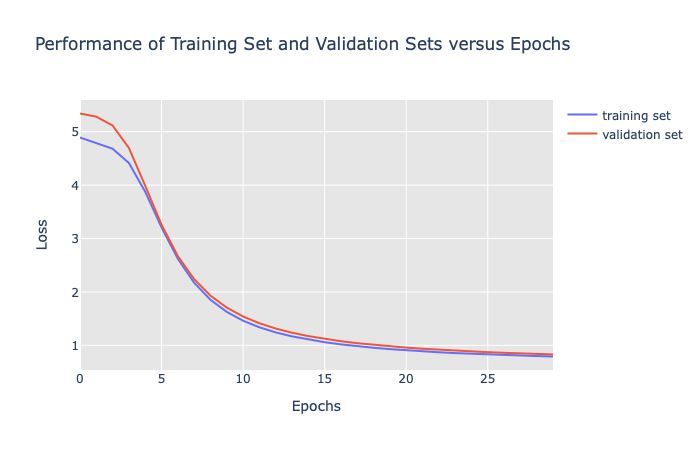 Performance of Training Set and Validation Sets versus Epochs
training set
validation set
5
4
3
2
1
Loss
0 5 10 15 20 25
Epochs